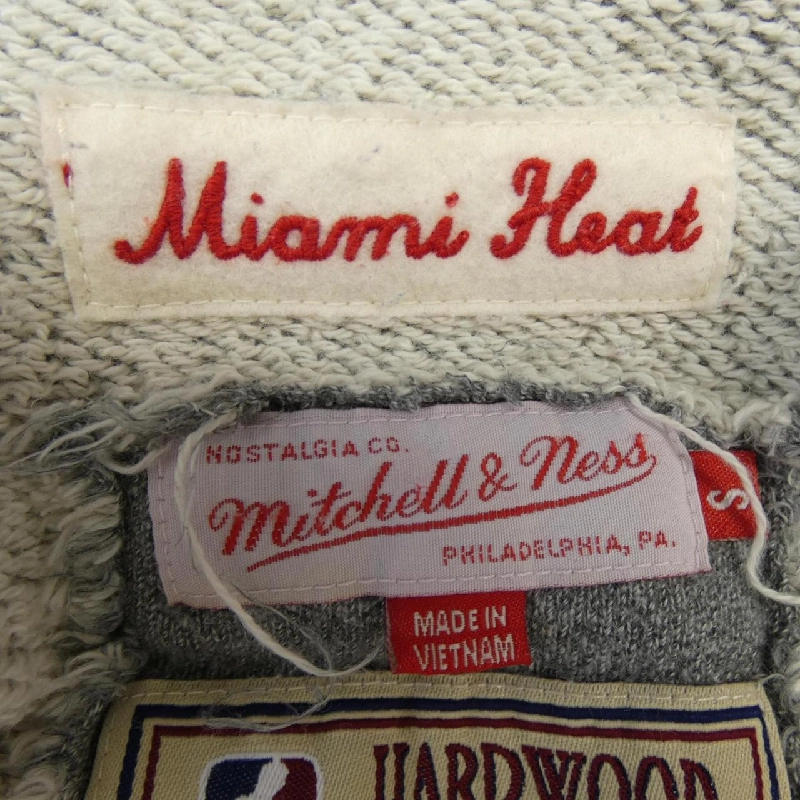 Miami Heat
NOSTALGIA CO.
Mitchell & Ness
PHILADELPHIA, PA.
S
MADE IN
VIETNAM
HARDWOOD